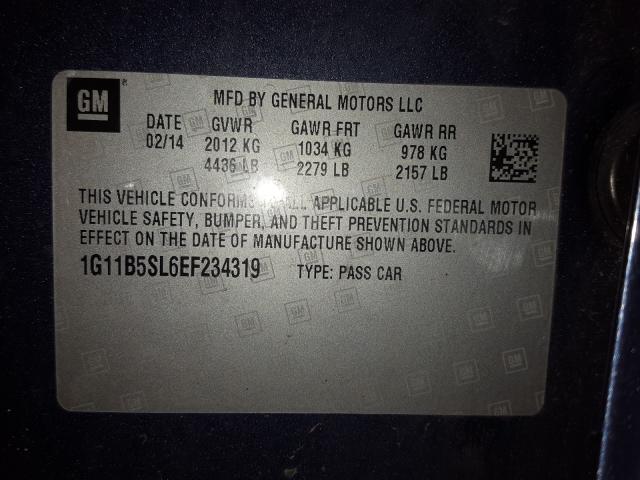 GM
MFD BY GENERAL MOTORS LLC
DATE GVWR GAWR FRT GAWR RR
02/14 2012 KG 1034 KG 978 KG
4436 LB 2279 LB 2157 LB
THIS VEHICLE CONFORMS TO ALL APPLICABLE U.S. FEDERAL MOTOR
VEHICLE SAFETY, BUMPER, AND THEFT PREVENTION STANDARDS IN
EFFECT ON THE DATE OF MANUFACTURE SHOWN ABOVE.
1G11B5SL6EF234319 TYPE: PASS CAR